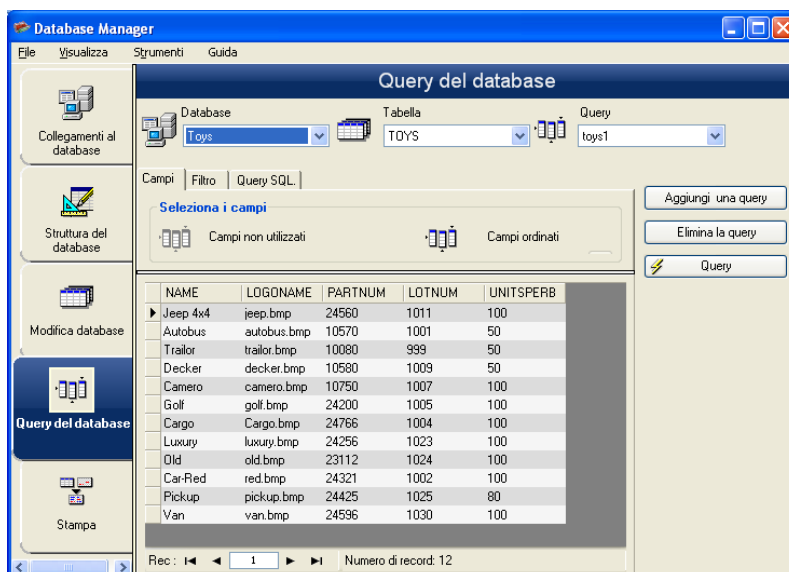 Database Manager
File Visualizza Strumenti Guida
Query del database
Collegamenti al database
Struttura del database
Modifica database
Query del database
Stampa
Database Tabella Query
Toys TOYS toys1
Campi Filtro Query SQL.
Seleziona i campi
Campi non utilizzati Campi ordinati
Aggiungi una query
Elimina la query
Query
NAME LOGONAME PARTNUM LOTNUM UNITSPERB
Jeep 4x4 jeep.bmp 24560 1011 100
Autobus autobus.bmp 10570 1001 50
Trailor trailor.bmp 10080 999 50
Decker decker.bmp 10580 1009 50
Camero camero.bmp 10750 1007 100
Golf golf.bmp 24200 1005 100
Cargo Cargo.bmp 24766 1004 100
Luxury luxury.bmp 24256 1023 100
Old old.bmp 23112 1024 100
Car-Red red.bmp 24321 1002 100
Pickup pickup.bmp 24425 1025 80
Van van.bmp 24596 1030 100
Rec : 1 Numero di record: 12